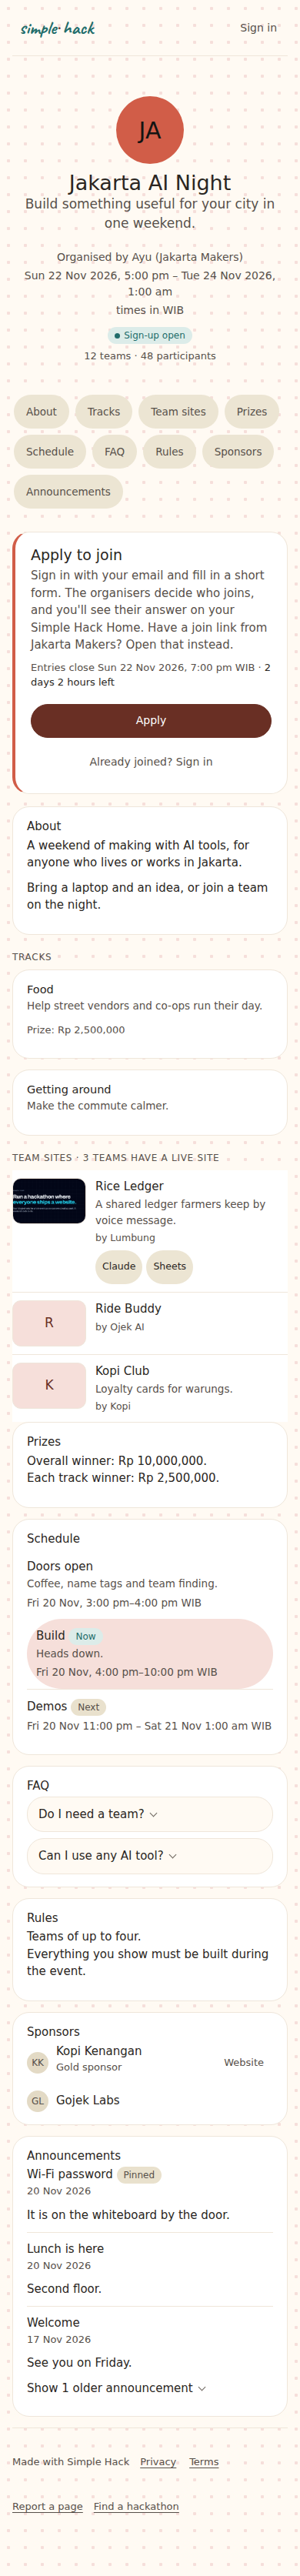 simple hack
Sign in
JA
Jakarta AI Night
Build something useful for your city in
one weekend.
Organised by Ayu (Jakarta Makers)
Sun 22 Nov 2026, 5:00 pm – Tue 24 Nov 2026,
1:00 am
times in WIB
Sign-up open
12 teams · 48 participants
About
Tracks
Team sites
Prizes
Schedule
FAQ
Rules
Sponsors
Announcements
Apply to join
Sign in with your email and fill in a short
form. The organisers decide who joins,
and you'll see their answer on your
Simple Hack Home. Have a join link from
Jakarta Makers? Open that instead.
Entries close Sun 22 Nov 2026, 7:00 pm WIB · 2
days 2 hours left
Apply
Already joined? Sign in
About
A weekend of making with AI tools, for
anyone who lives or works in Jakarta.
Bring a laptop and an idea, or join a team
on the night.
TRACKS
Food
Help street vendors and co-ops run their day.
Prize: Rp 2,500,000
Getting around
Make the commute calmer.
TEAM SITES · 3 TEAMS HAVE A LIVE SITE
Run a hackathon where
everyone ships a website.
Rice Ledger
A shared ledger farmers keep by
voice message.
by Lumbung
Claude
Sheets
R
Ride Buddy
by Ojek AI
K
Kopi Club
Loyalty cards for warungs.
by Kopi
Prizes
Overall winner: Rp 10,000,000.
Each track winner: Rp 2,500,000.
Schedule
Doors open
Coffee, name tags and team finding.
Fri 20 Nov, 3:00 pm–4:00 pm WIB
Build Now
Heads down.
Fri 20 Nov, 4:00 pm–10:00 pm WIB
Demos Next
Fri 20 Nov 11:00 pm – Sat 21 Nov 1:00 am WIB
FAQ
Do I need a team?
Can I use any AI tool?
Rules
Teams of up to four.
Everything you show must be built during
the event.
Sponsors
KK
Kopi Kenangan
Gold sponsor
Website
GL
Gojek Labs
Announcements
Wi-Fi password Pinned
20 Nov 2026
It is on the whiteboard by the door.
Lunch is here
20 Nov 2026
Second floor.
Welcome
17 Nov 2026
See you on Friday.
Show 1 older announcement
Made with Simple Hack Privacy Terms
Report a page Find a hackathon